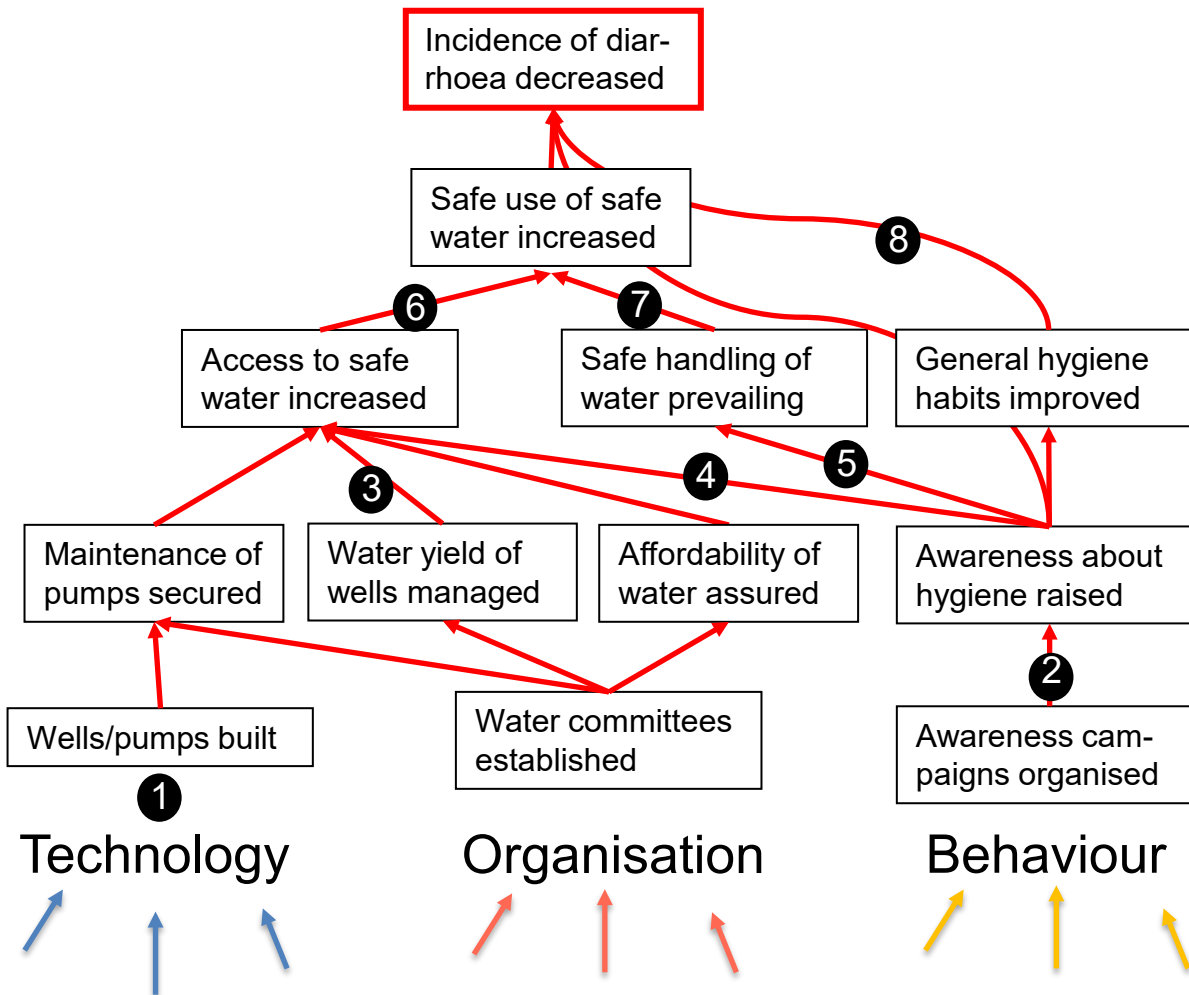 Incidence of diar-
rhoea decreased
Safe use of safe
water increased
8
6
7
Access to safe
water increased
Safe handling of
water prevailing
General hygiene
habits improved
3
4
5
Maintenance of
pumps secured
Water yield of
wells managed
Affordability of
water assured
Awareness about
hygiene raised
2
Wells/pumps built
Water committees
established
Awareness cam-
paigns organised
1
Technology
Organisation
Behaviour